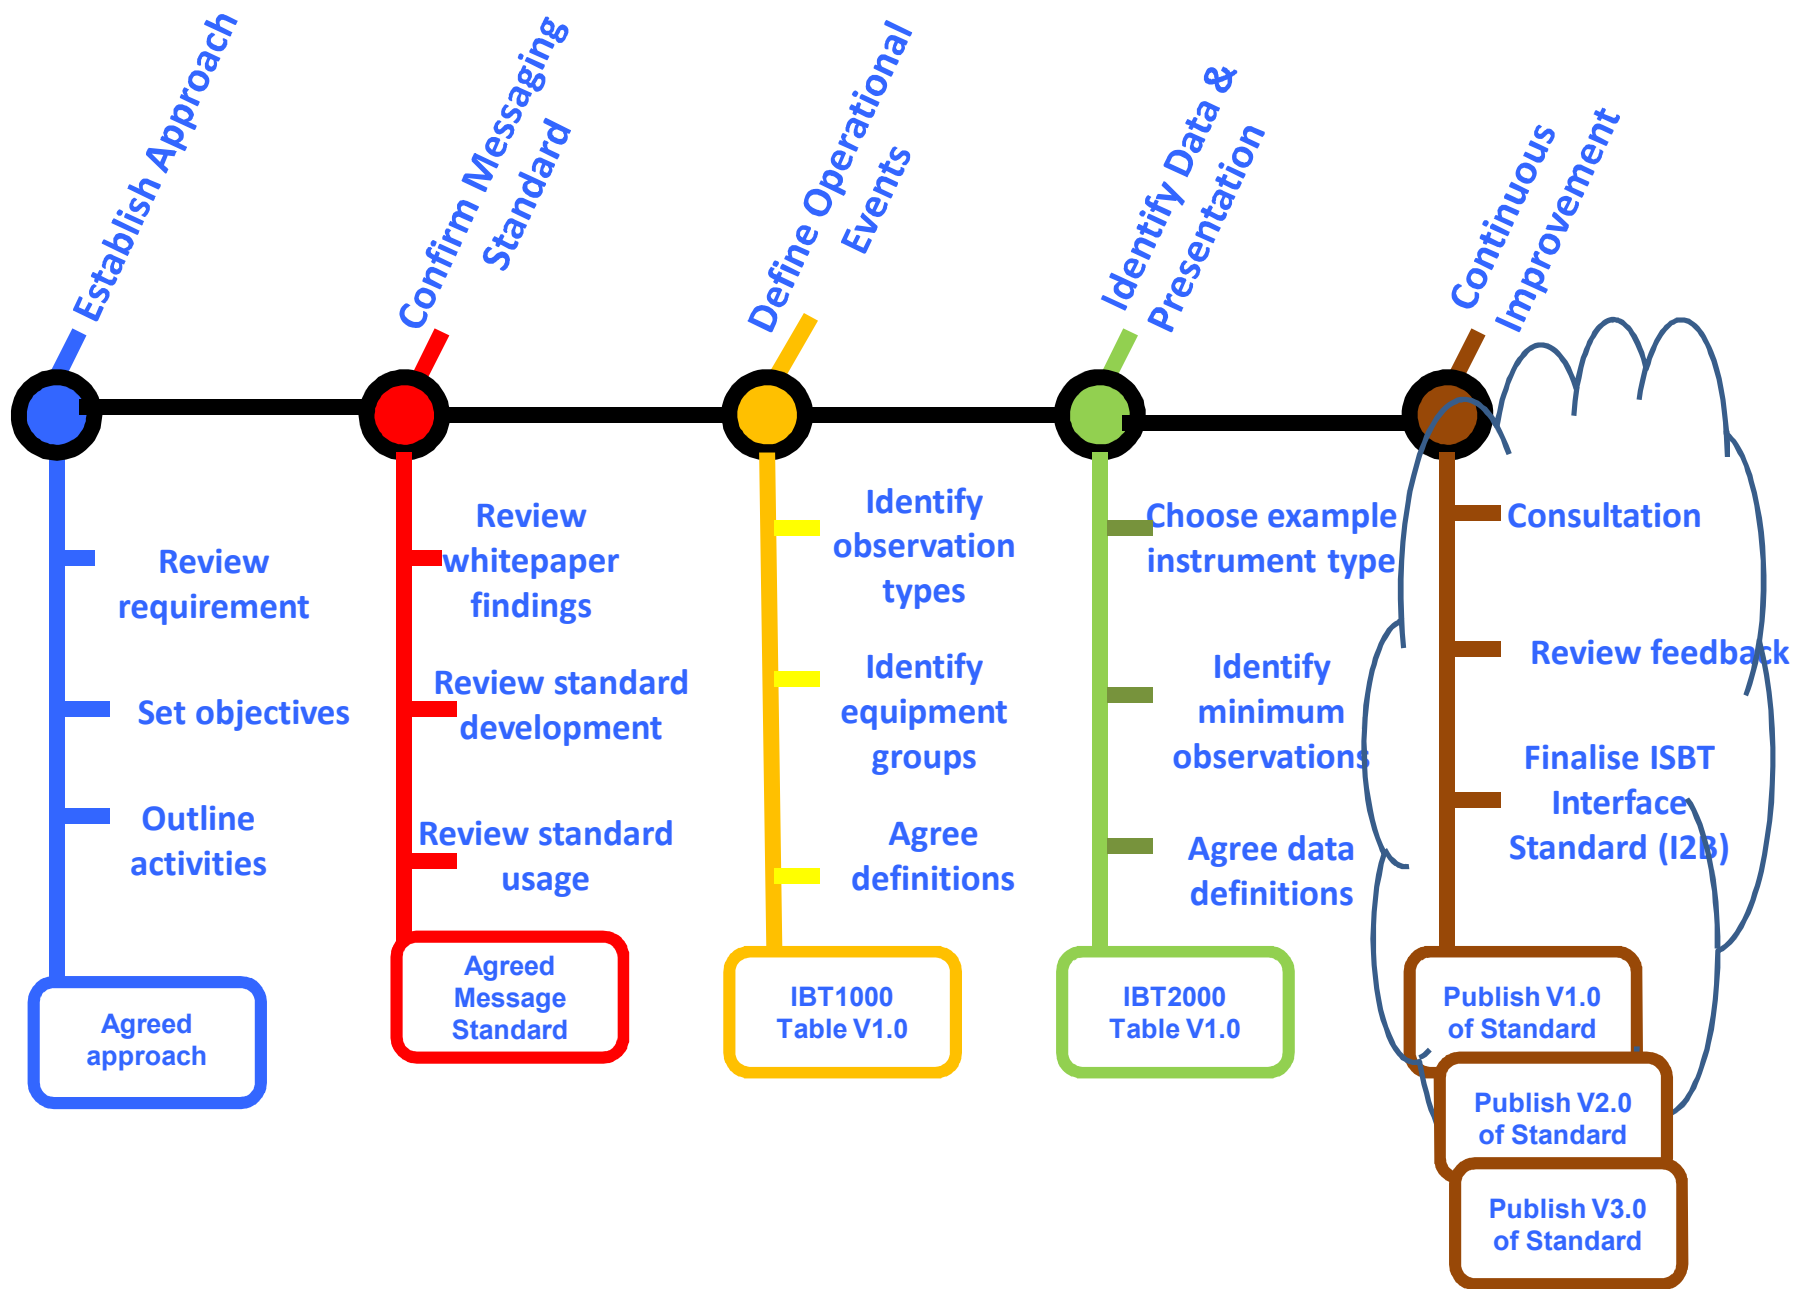 Establish Approach
Confirm Messaging
Standard
Define Operational
Events
Identify Data &
Presentation
Continuous
Improvement
Review
requirement
Set objectives
Outline
activities
Agreed
approach
Review
whitepaper
findings
Review standard
development
Review standard
usage
Agreed
Message
Standard
Identify
observation
types
Identify
equipment
groups
Agree
definitions
IBT1000
Table V1.0
Choose example
instrument type
Identify
minimum
observations
Agree data
definitions
IBT2000
Table V1.0
Consultation
Review feedback
Finalise ISBT
Interface
Standard (I2B)
Publish V1.0
of Standard
Publish V2.0
of Standard
Publish V3.0
of Standard